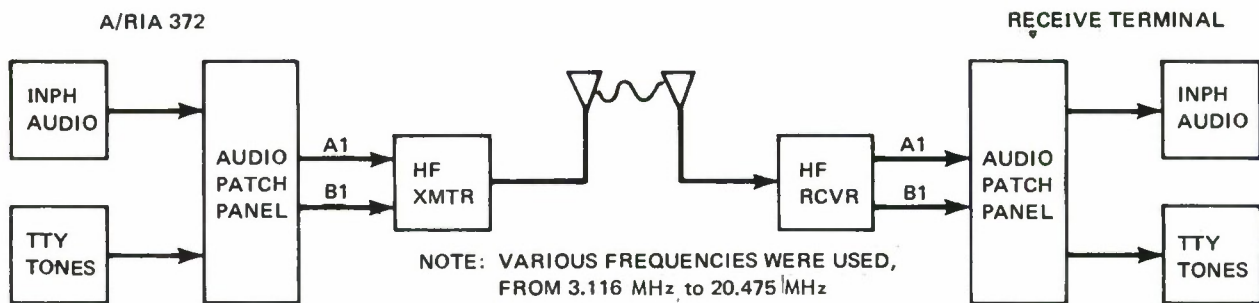 A/RIA 372
RECEIVE TERMINAL
INPH
AUDIO
TTY
TONES
AUDIO
PATCH
PANEL
A1
B1
HF
XMTR
HF
RCVR
A1
B1
AUDIO
PATCH
PANEL
INPH
AUDIO
TTY
TONES
NOTE: VARIOUS FREQUENCIES WERE USED,
FROM 3.116 MHz to 20.475 MHz